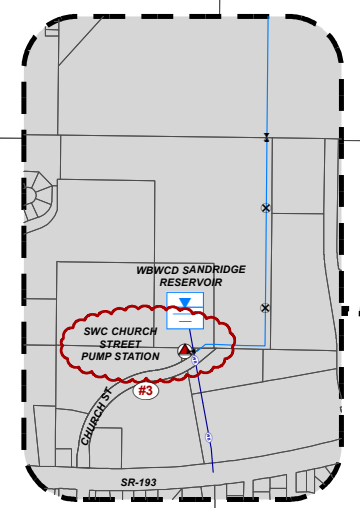 WBWCD SANDRIDGE
RESERVOIR
SWC CHURCH
STREET
PUMP STATION
#3
CHURCH ST
SR-193